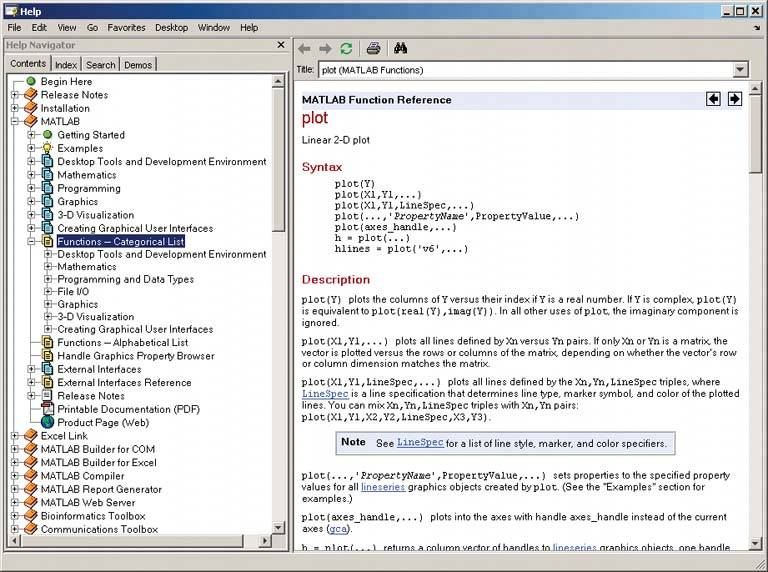 Help
File Edit View Go Favorites Desktop Window Help
Help Navigator
Contents Index Search Demos
Begin Here
Release Notes
Installation
MATLAB
Getting Started
Examples
Desktop Tools and Development Environment
Mathematics
Programming
Graphics
3-D Visualization
Creating Graphical User Interfaces
Functions — Categorical List
Desktop Tools and Development Environment
Mathematics
Programming and Data Types
File I/O
Graphics
3-D Visualization
Creating Graphical User Interfaces
Functions — Alphabetical List
Handle Graphics Property Browser
External Interfaces
External Interfaces Reference
Release Notes
Printable Documentation (PDF)
Product Page (Web)
Excel Link
MATLAB Builder for COM
MATLAB Builder for Excel
MATLAB Compiler
MATLAB Report Generator
MATLAB Web Server
Bioinformatics Toolbox
Communications Toolbox
Title: plot (MATLAB Functions)
MATLAB Function Reference
plot
Linear 2-D plot
Syntax
plot(Y)
plot(X1,Y1,...)
plot(X1,Y1,LineSpec,...)
plot(...,'PropertyName',PropertyValue,...)
plot(axes_handle,...)
h = plot(...)
hlines = plot('v6',...)
Description
plot(Y) plots the columns of Y versus their index if Y is a real number. If Y is complex, plot(Y)
is equivalent to plot(real(Y),imag(Y)). In all other uses of plot, the imaginary component is
ignored.
plot(X1,Y1,...) plots all lines defined by Xn versus Yn pairs. If only Xn or Yn is a matrix, the
vector is plotted versus the rows or columns of the matrix, depending on whether the vector's row
or column dimension matches the matrix.
plot(X1,Y1,LineSpec,...) plots all lines defined by the Xn,Yn,LineSpec triples, where
LineSpec is a line specification that determines line type, marker symbol, and color of the plotted
lines. You can mix Xn,Yn,LineSpec triples with Xn,Yn pairs:
plot(X1,Y1,X2,Y2,LineSpec,X3,Y3).
Note See LineSpec for a list of line style, marker, and color specifiers.
plot(...,'PropertyName',PropertyValue,...) sets properties to the specified property
values for all lineseries graphics objects created by plot. (See the "Examples" section for
examples.)
plot(axes_handle,...) plots into the axes with handle axes_handle instead of the current
axes (gca).
h = plot(...) returns a column vector of handles to lineseries graphics objects, one handle